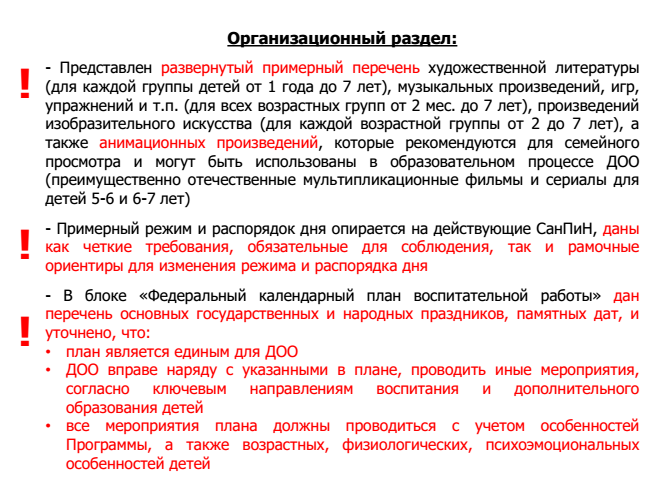 Организационный раздел:
- Представлен развернутый примерный перечень художественной литературы
! (для каждой группы детей от 1 года до 7 лет), музыкальных произведений, игр,
упражнений и т.п. (для всех возрастных групп от 2 мес. до 7 лет), произведений
изобразительного искусства (для каждой возрастной группы от 2 до 7 лет), а
также анимационных произведений, которые рекомендуются для семейного
просмотра и могут быть использованы в образовательном процессе ДОО
(преимущественно отечественные мультипликационные фильмы и сериалы для
детей 5-6 и 6-7 лет)
- Примерный режим и распорядок дня опирается на действующие СанПиН, даны
! как четкие требования, обязательные для соблюдения, так и рамочные
ориентиры для изменения режима и распорядка дня
- В блоке «Федеральный календарный план воспитательной работы» дан
! перечень основных государственных и народных праздников, памятных дат, и
уточнено, что:
• план является единым для ДОО
• ДОО вправе наряду с указанными в плане, проводить иные мероприятия,
согласно ключевым направлениям воспитания и дополнительного
образования детей
• все мероприятия плана должны проводиться с учетом особенностей
Программы, а также возрастных, физиологических, психоэмоциональных
особенностей детей